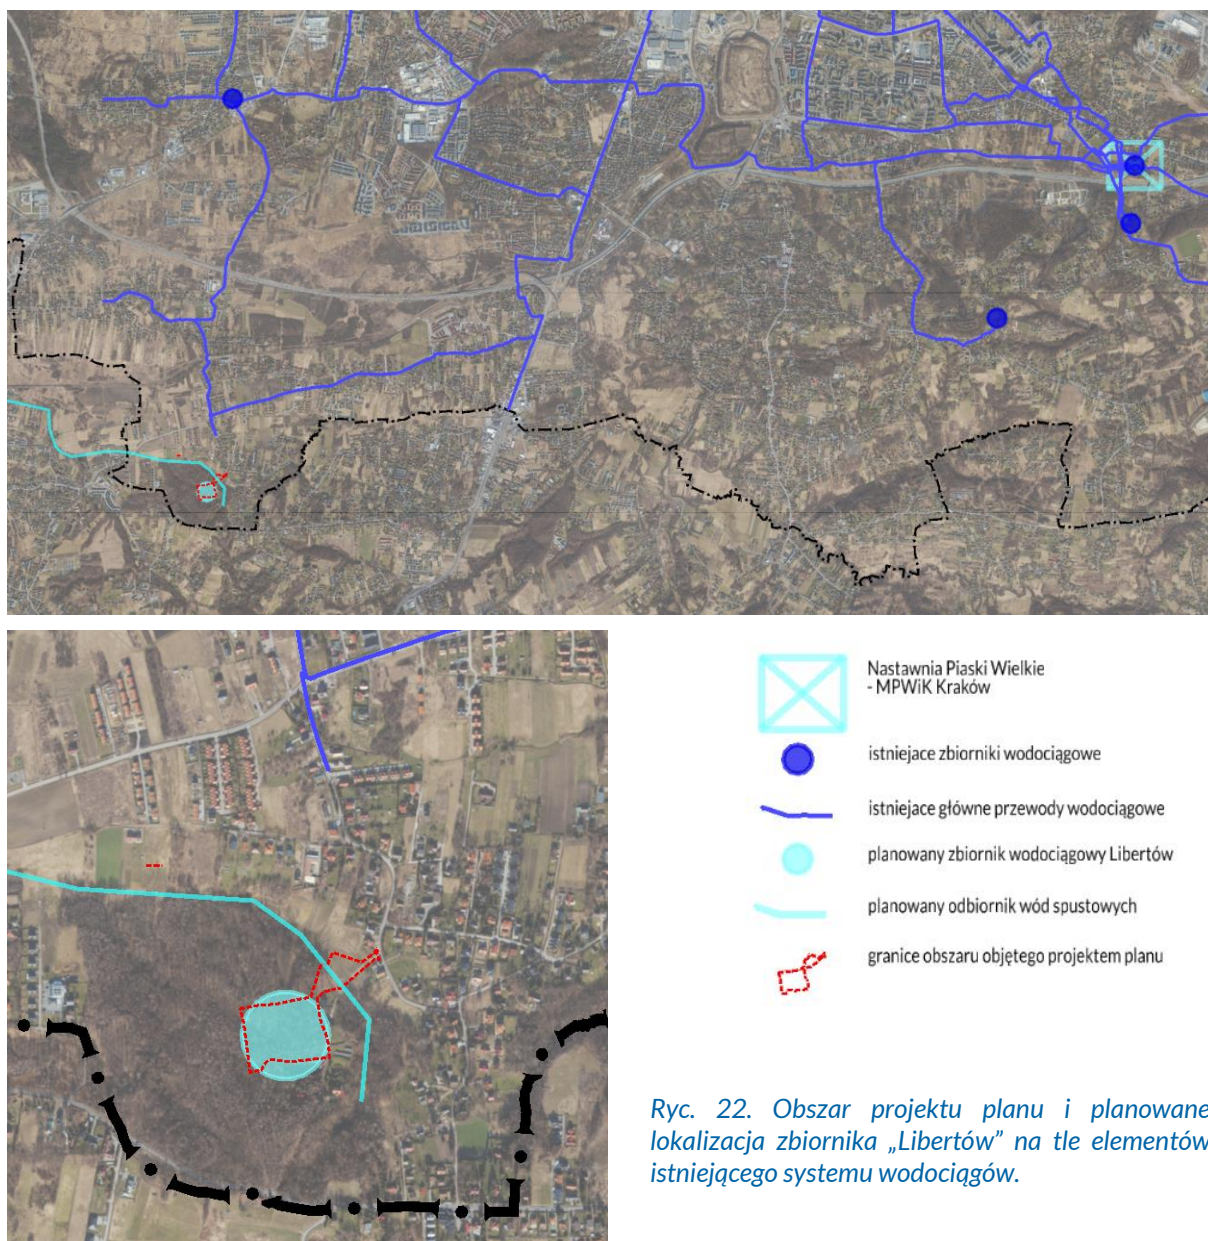 Nastawnia Piaski Wielkie
- MPWiK Kraków
istniejace zbiorniki wodociągowe
istniejace główne przewody wodociągowe
planowany zbiornik wodociągowy Libertów
planowany odbiornik wód spustowych
granice obszaru objętego projektem planu
Ryc. 22. Obszar projektu planu i planowane
lokalizacja zbiornika „Libertów” na tle elementów
istniejącego systemu wodociągów.